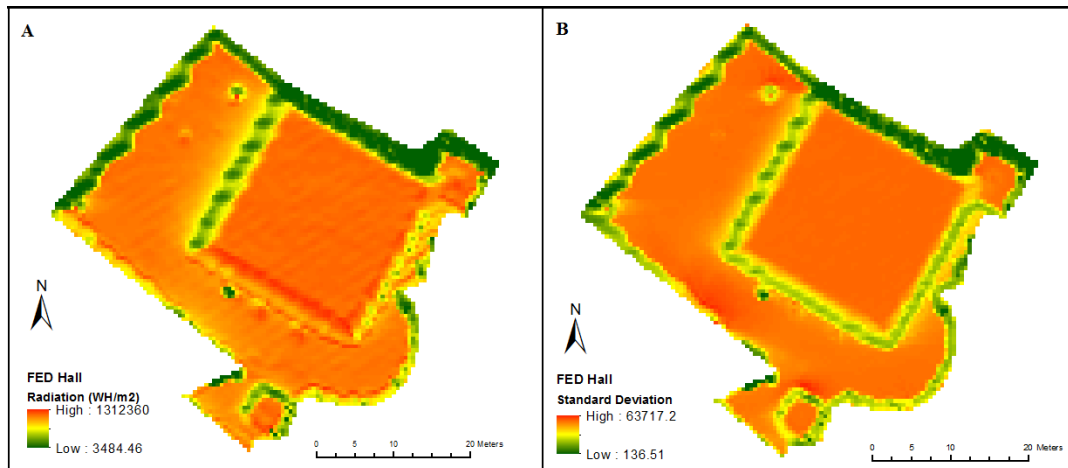 A
N
FED Hall
Radiation (WH/m2)
High : 1312360
Low : 3484.46
0 5 10 20 Meters
B
N
FED Hall
Standard Deviation
High : 63717.2
Low : 136.51
0 5 10 20 Meters